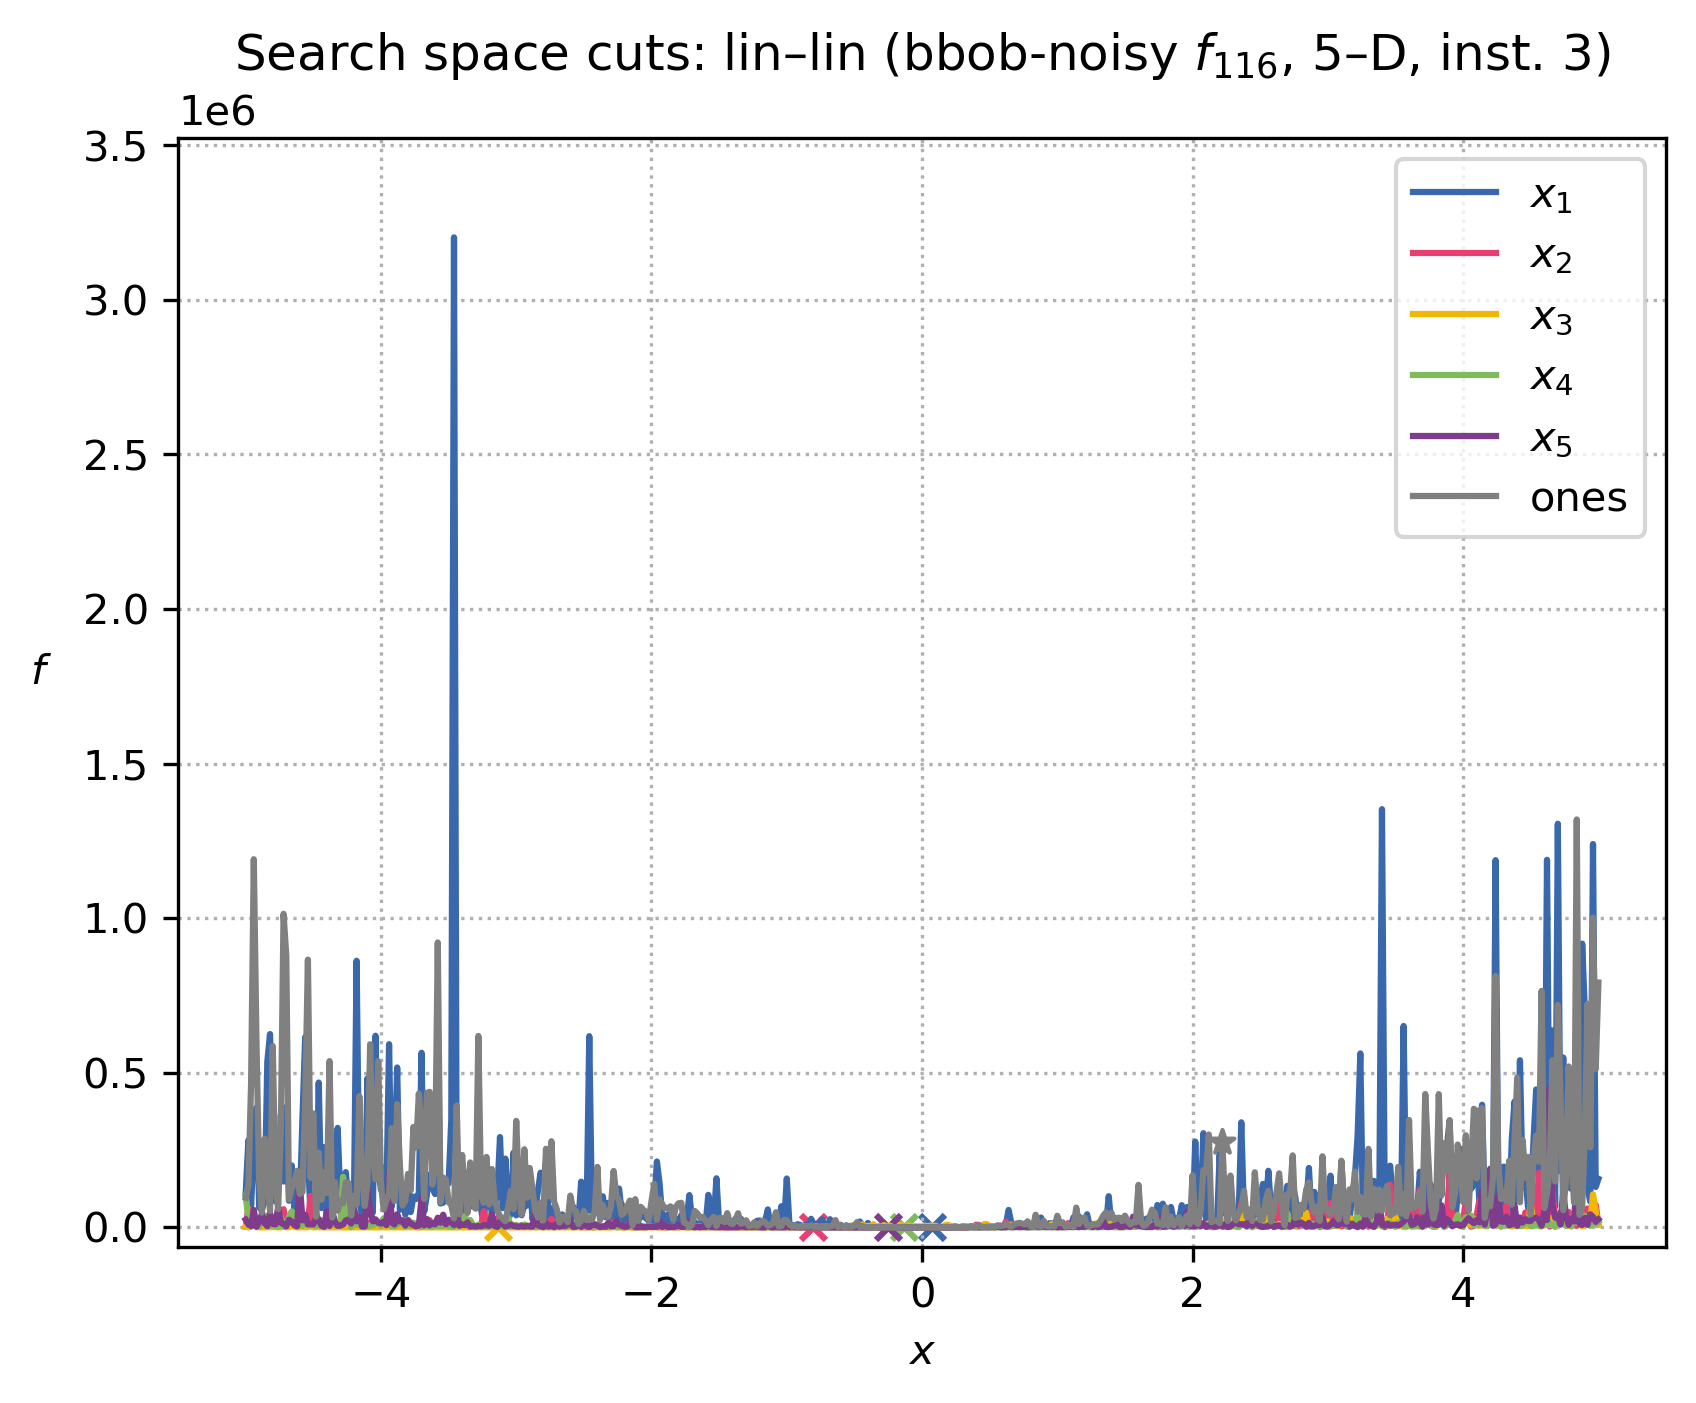 Search space cuts: lin–lin (bbob-noisy f116, 5–D, inst. 3)
1e6
3.5
3.0
2.5
2.0
1.5
1.0
0.5
0.0
f
−4
−2
0
2
4
x
x1
x2
x3
x4
x5
ones